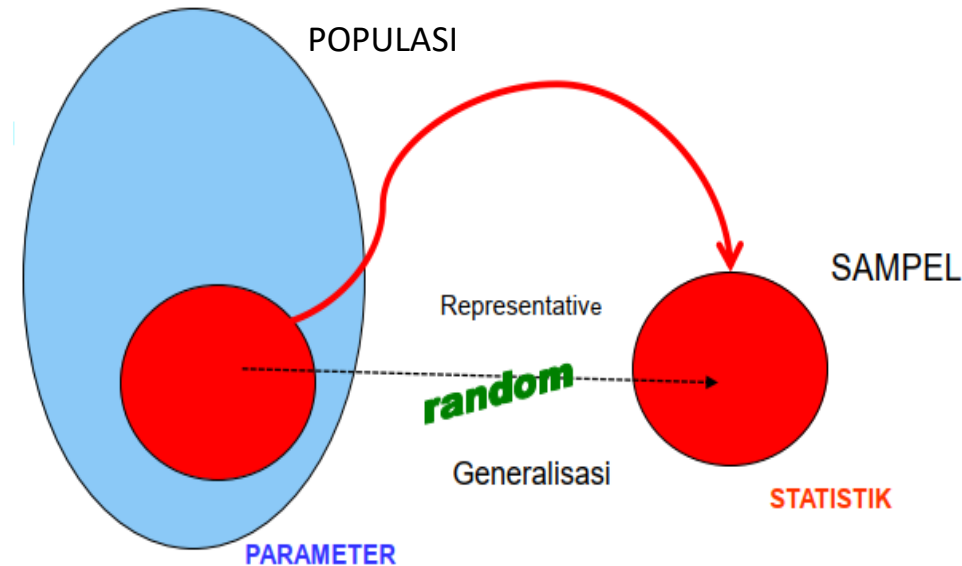 POPULASI
SAMPEL
Representative
random
Generalisasi
STATISTIK
PARAMETER